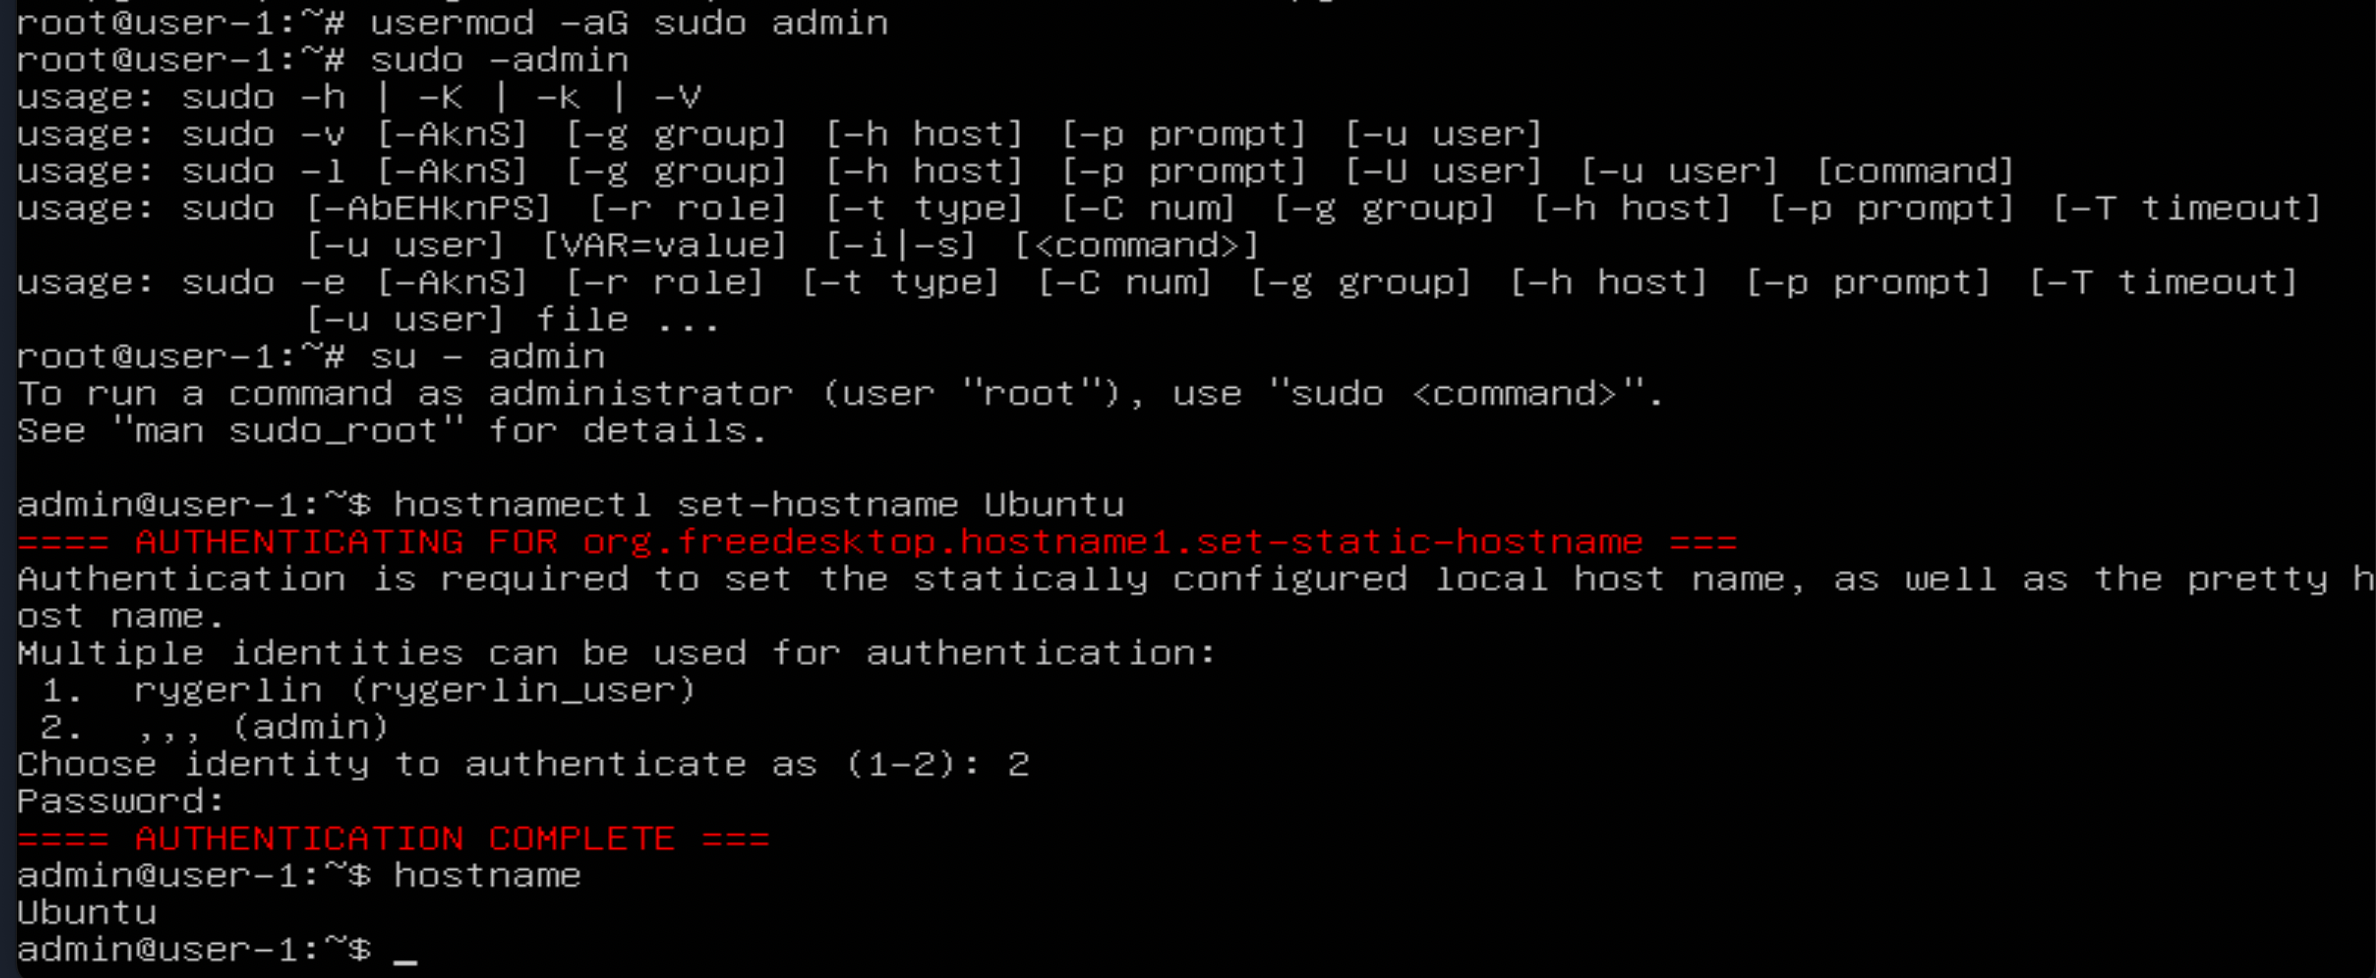 root@user-1:~# usermod -aG sudo admin
root@user-1:~# sudo -admin
usage: sudo -h | -K | -k | -V
usage: sudo -v [-AknS] [-g group] [-h host] [-p prompt] [-u user]
usage: sudo -l [-AknS] [-g group] [-h host] [-p prompt] [-U user] [-u user] [command]
usage: sudo [-AbEHknPS] [-r role] [-t type] [-C num] [-g group] [-h host] [-p prompt] [-T timeout]
[-u user] [VAR=value] [-i|-s] [<command>]
usage: sudo -e [-AknS] [-r role] [-t type] [-C num] [-g group] [-h host] [-p prompt] [-T timeout]
[-u user] file ...
root@user-1:~# su - admin
To run a command as administrator (user "root"), use "sudo <command>".
See "man sudo_root" for details.
admin@user-1:~$ hostnamectl set-hostname Ubuntu
==== AUTHENTICATING FOR org.freedesktop.hostname1.set-static-hostname ===
Authentication is required to set the statically configured local host name, as well as the pretty h
ost name.
Multiple identities can be used for authentication:
1.  rygerlin (rygerlin_user)
2.  ,,, (admin)
Choose identity to authenticate as (1-2): 2
Password:
==== AUTHENTICATION COMPLETE ===
admin@user-1:~$ hostname
Ubuntu
admin@user-1:~$ _